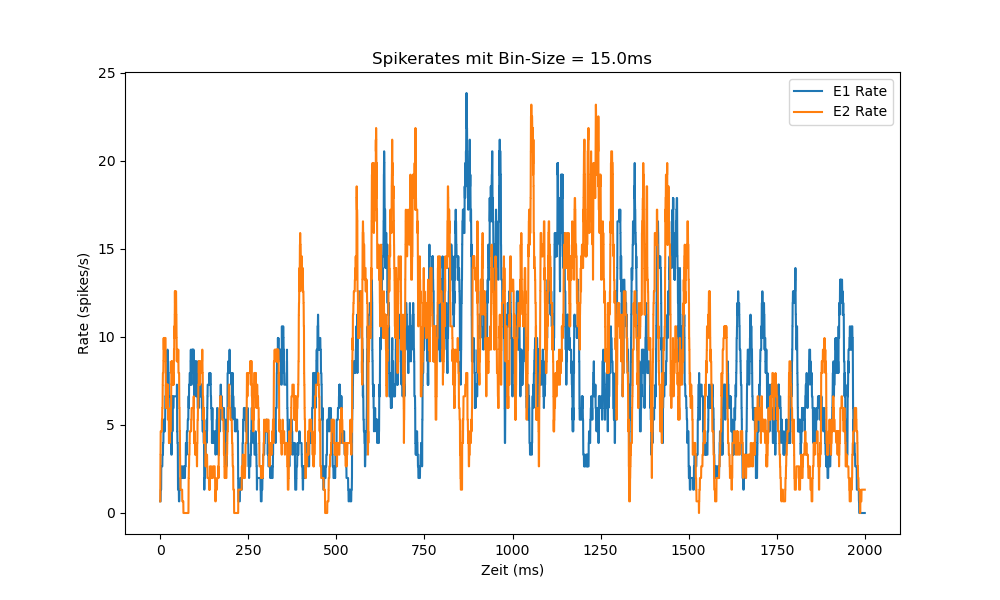 Spikerates mit Bin-Size = 15.0ms
E1 Rate
E2 Rate
Rate (spikes/s)
25
20
15
10
5
0
0 250 500 750 1000 1250 1500 1750 2000
Zeit (ms)